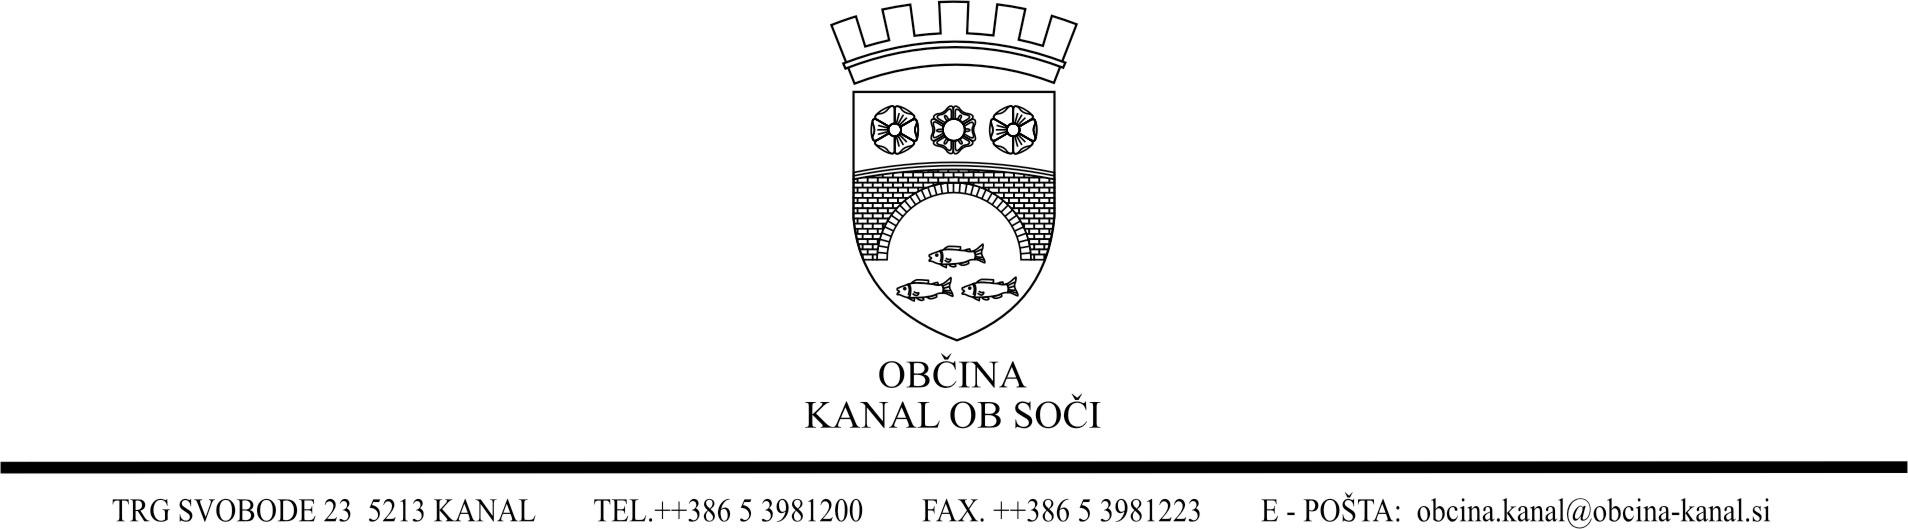 OBČINA
KANAL OB SOČI
TRG SVOBODE 23  5213 KANAL TEL.++386 5 3981200 FAX. ++386 5 3981223 E - POŠTA:  obcina.kanal@obcina-kanal.si